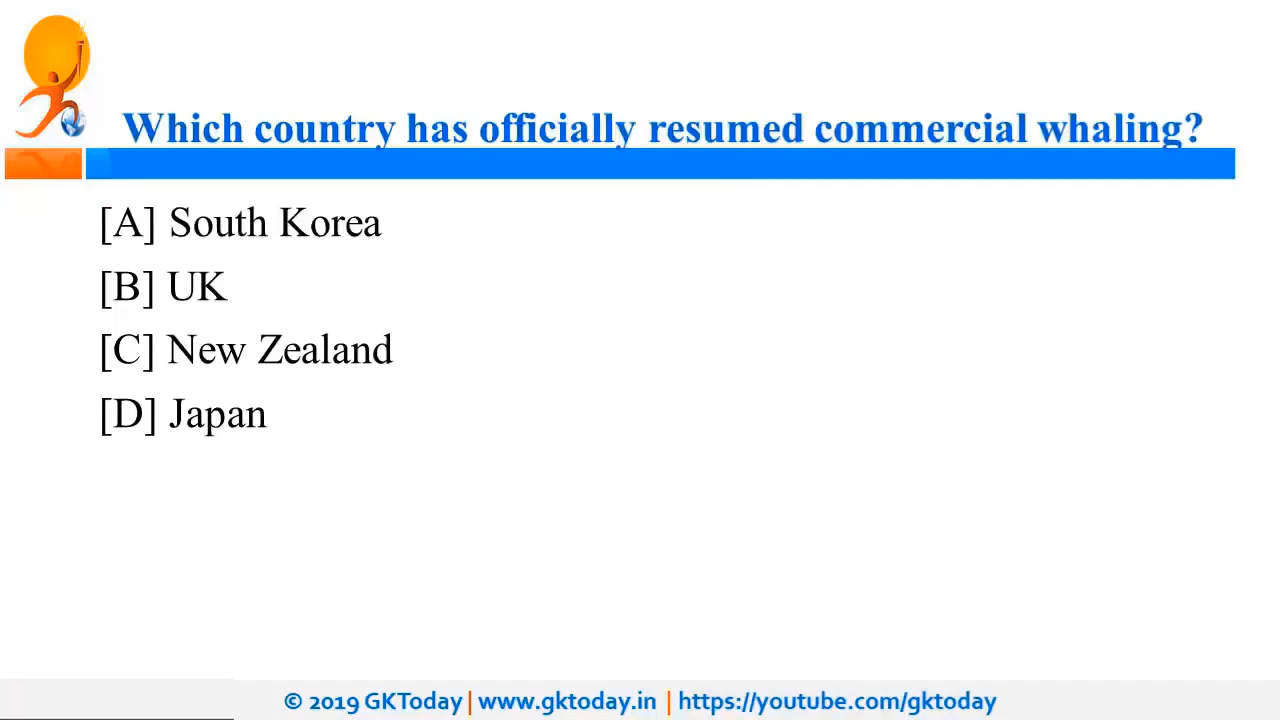 Which country has officially resumed commercial whaling?
[A] South Korea
[B] UK
[C] New Zealand
[D] Japan
© 2019 GKToday | www.gktoday.in | https://youtube.com/gktoday